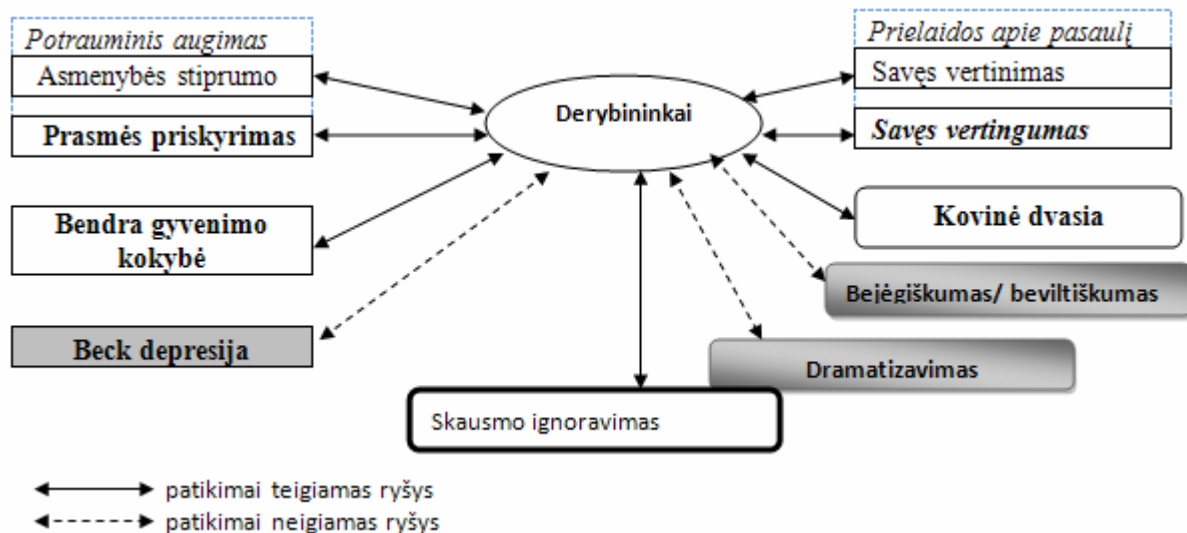 Potrauminis augimas
Asmenybės stiprumo
Prasmės priskyrimas
Bendra gyvenimo
kokybė
Beck depresija
Derybininkai
Prielaidos apie pasaulį
Savęs vertinimas
Savęs vertingumas
Kovinė dvasia
Bejėgiškumas/ beviltiškumas
Dramatizavimas
Skausmo ignoravimas
patikimai teigiamas ryšys
patikimai neigiamas ryšys